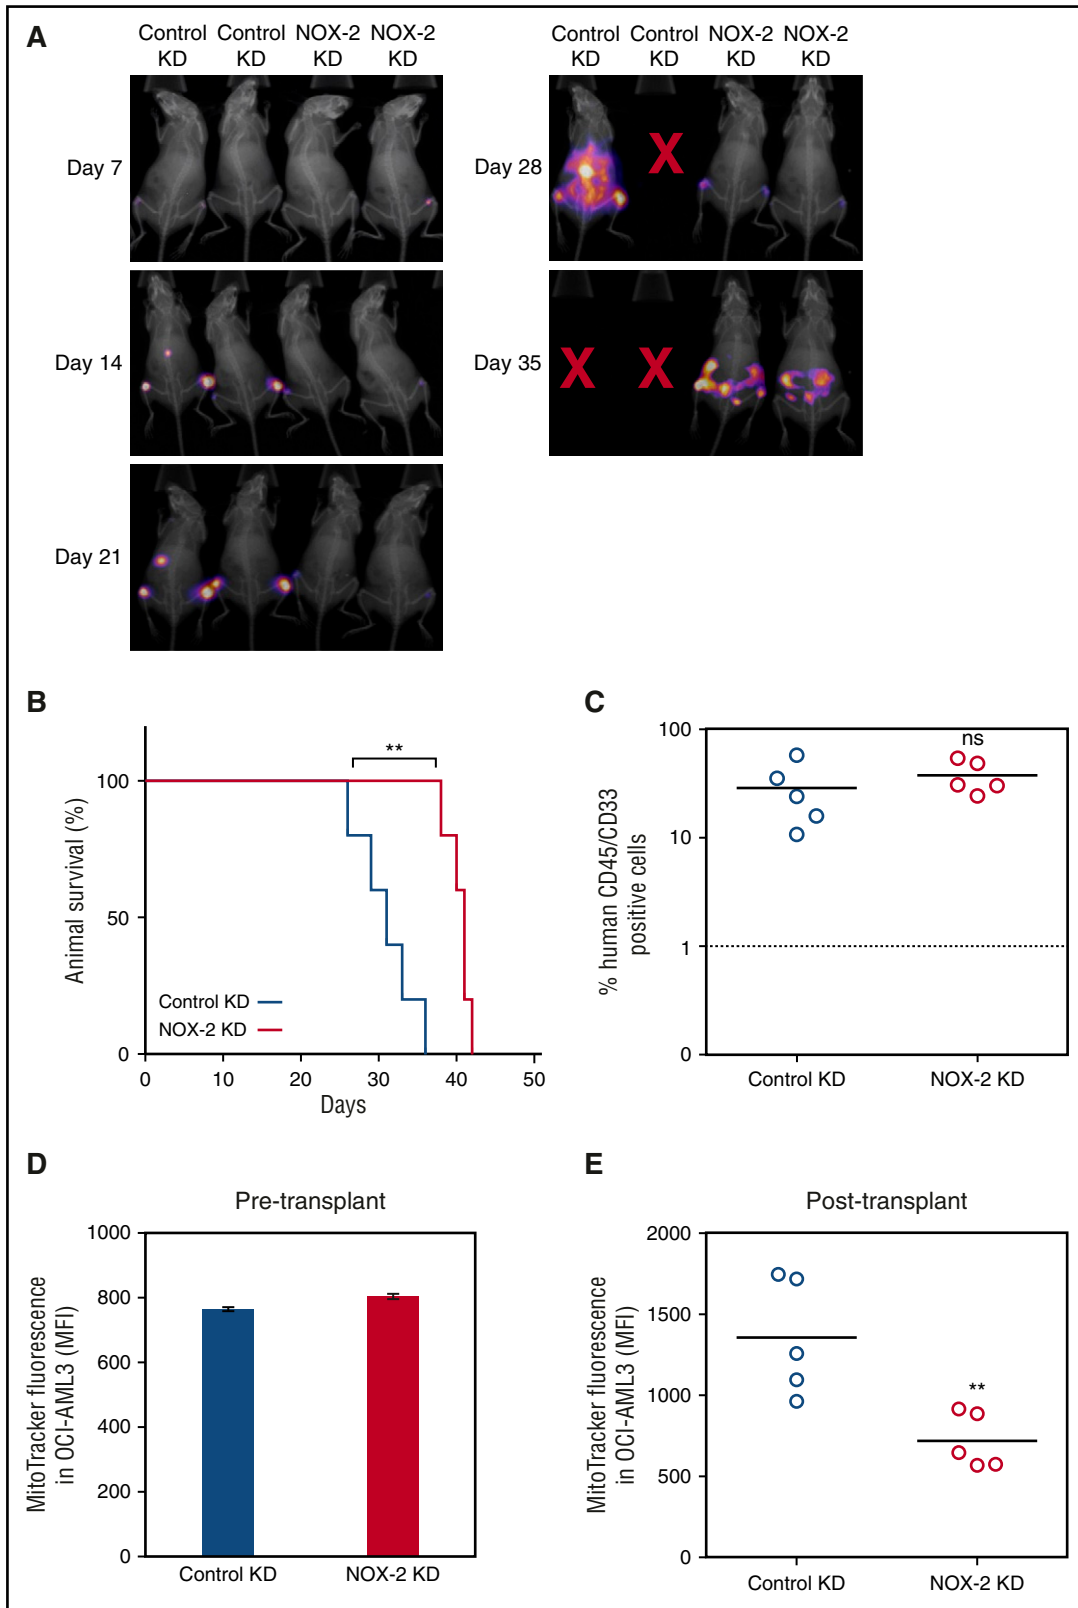 A
Control Control NOX-2 NOX-2
KD KD KD KD
Day 7
Day 14
Day 21
Control Control NOX-2 NOX-2
KD KD KD KD
Day 28
X
Day 35
X X
B
**
Animal survival (%)
100
50
0
Control KD
NOX-2 KD
0 10 20 30 40 50
Days
C
% human CD45/CD33
positive cells
100
10
1
0
ns
Control KD NOX-2 KD
D
Pre-transplant
MitoTracker fluorescence
in OCI-AML3 (MFI)
1000
800
600
400
200
0
Control KD NOX-2 KD
E
Post-transplant
MitoTracker fluorescence
in OCI-AML3 (MFI)
2000
1500
1000
500
0
**
Control KD NOX-2 KD